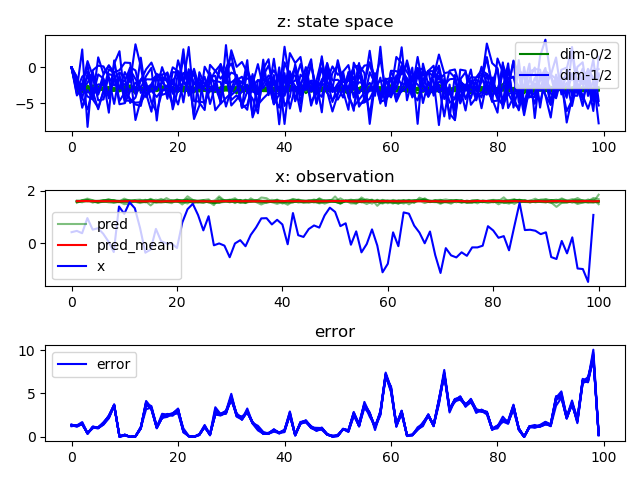 z: state space
0
−5
dim-0/2
dim-1/2
0 20 40 60 80 100
x: observation
2
0
pred
pred_mean
x
0 20 40 60 80 100
error
10
5
0
error
0 20 40 60 80 100